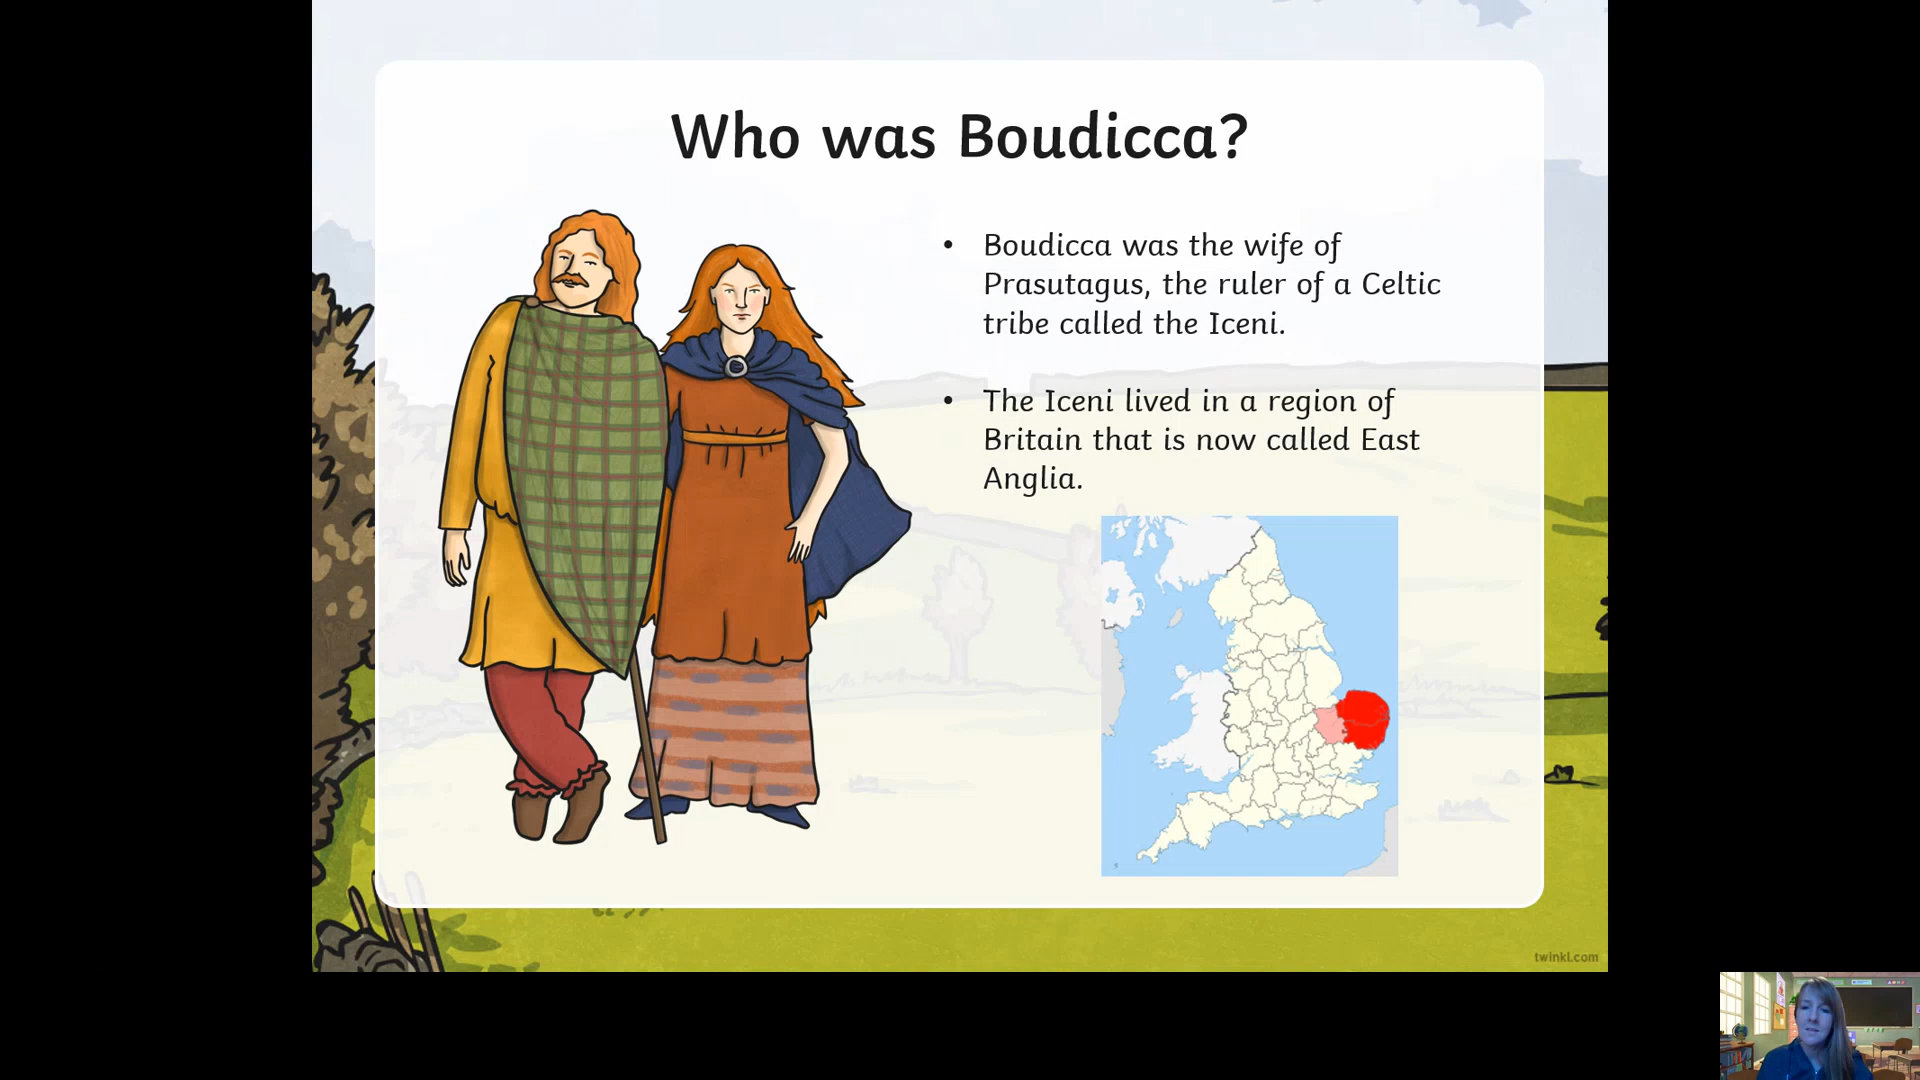 Who was Boudicca?
• Boudicca was the wife of
Prasutagus, the ruler of a Celtic
tribe called the Iceni.
• The Iceni lived in a region of
Britain that is now called East
Anglia.
twinkl.com